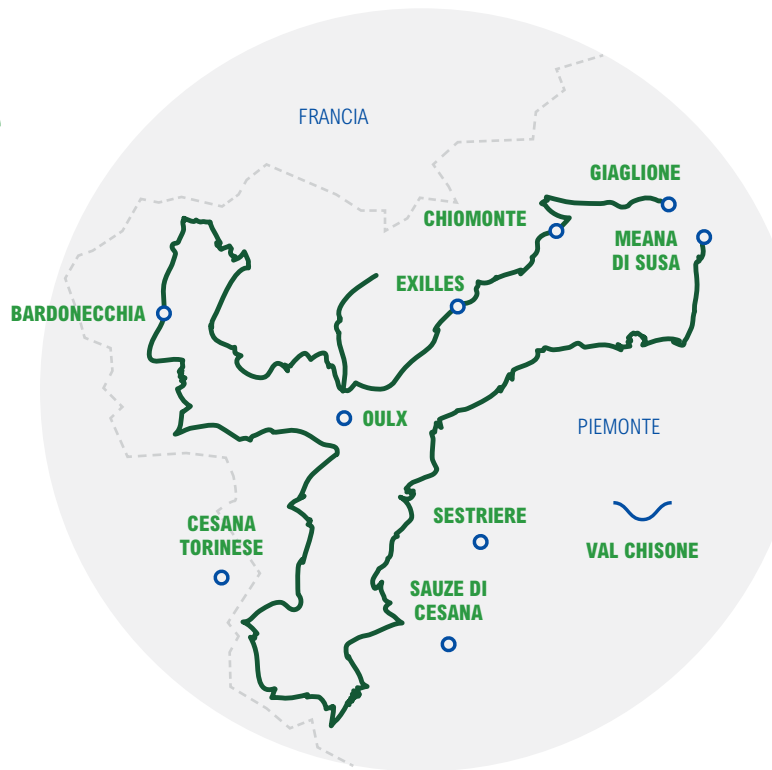 FRANCIA
GIAGLIONE
CHIOMONTE
MEANA
DI SUSA
EXILLES
BARDONECCHIA
OULX
PIEMONTE
SESTRIERE
CESANA
TORINESE
VAL CHISONE
SAUZE DI
CESANA